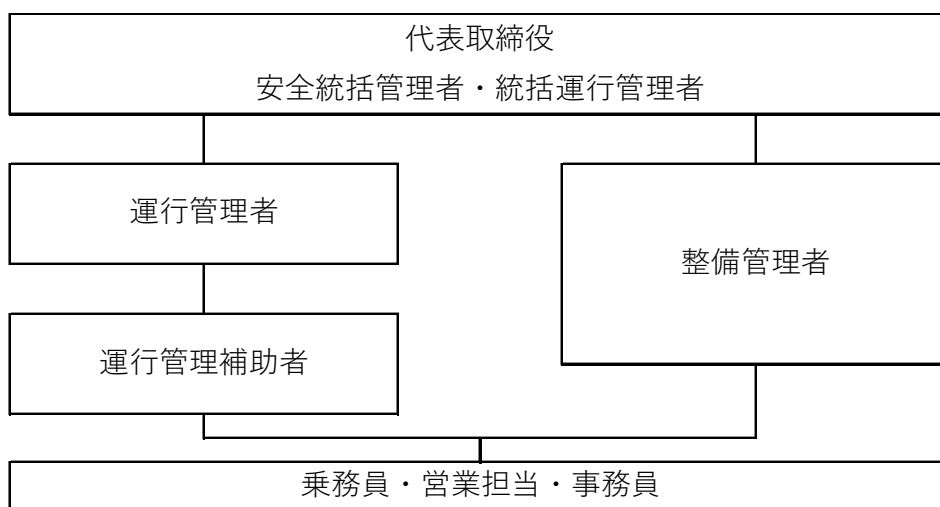 代表取締役
安全統括管理者・統括運行管理者
運行管理者
整備管理者
運行管理補助者
乗務員・営業担当・事務員